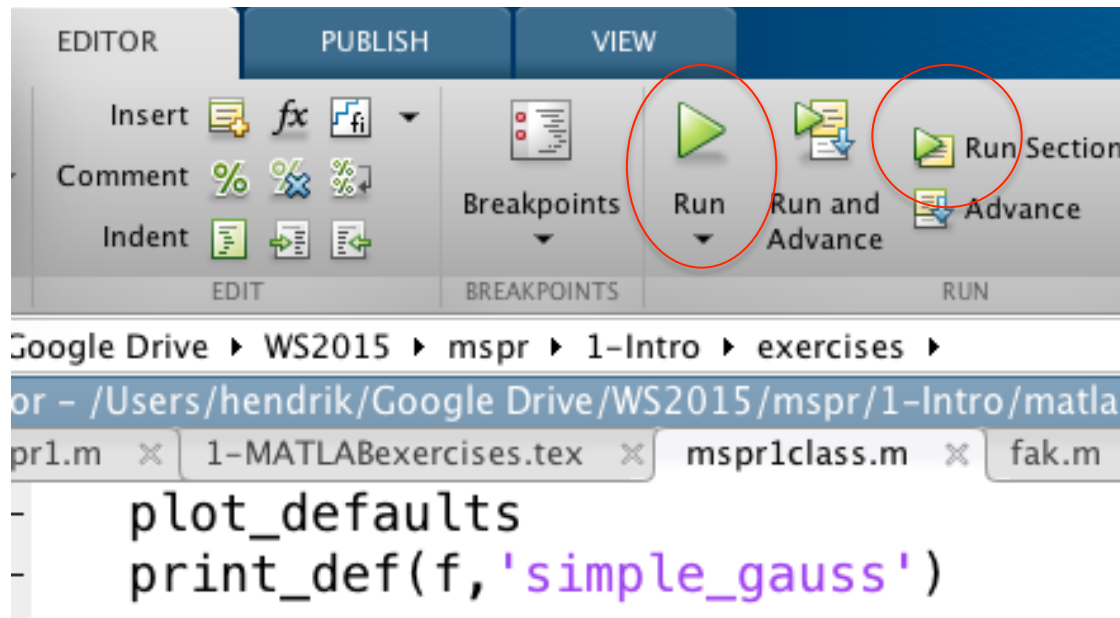 EDITOR PUBLISH VIEW
Insert fx fi
Comment % % %
Indent
Breakpoints
Run
Run and
Advance
Run Section
Advance
EDIT BREAKPOINTS RUN
Google Drive WS2015 mspr 1-Intro exercises
or - /Users/hendrik/Google Drive/WS2015/mspr/1-Intro/matla
pr1.m 1-MATLABexercises.tex mspr1class.m fak.m
plot_defaults
print_def(f,'simple_gauss')